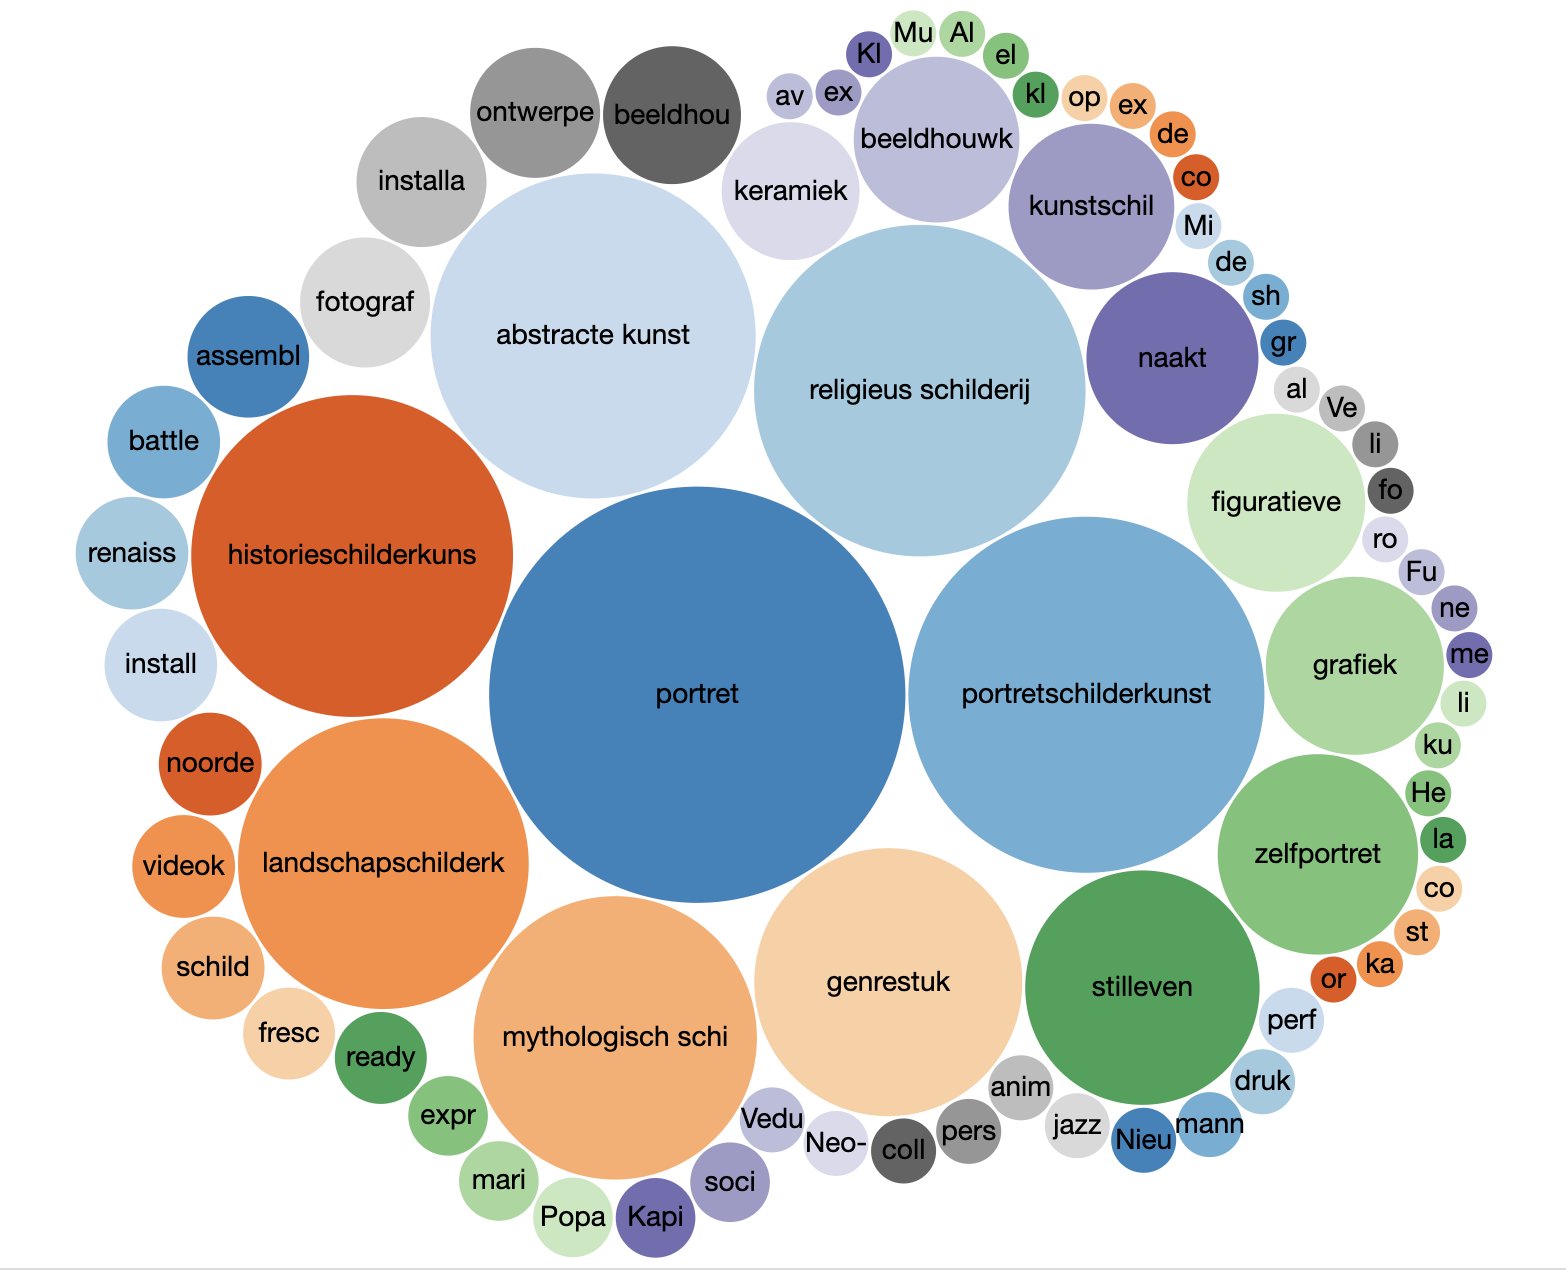 Mu
Al
Kl
el
av
ex
kl
op
ex
ontwerpe
beeldhou
de
beeldhouwk
co
installa
keramiek
kunstschil
Mi
de
sh
fotograf
abstracte kunst
gr
assembl
naakt
religieus schilderij
al
Ve
battle
li
fo
figuratieve
ro
renaiss
historieschilderkuns
Fu
ne
me
install
grafiek
portret
portretschilderkunst
li
ku
noorde
He
la
videok
landschapschilderk
zelfportret
co
st
schild
ka
or
genrestuk
stilleven
perf
fresc
mythologisch schi
ready
druk
anim
expr
Vedu
jazz
mann
Neo-
pers
Nieu
coll
mari
soci
Popa
Kapi